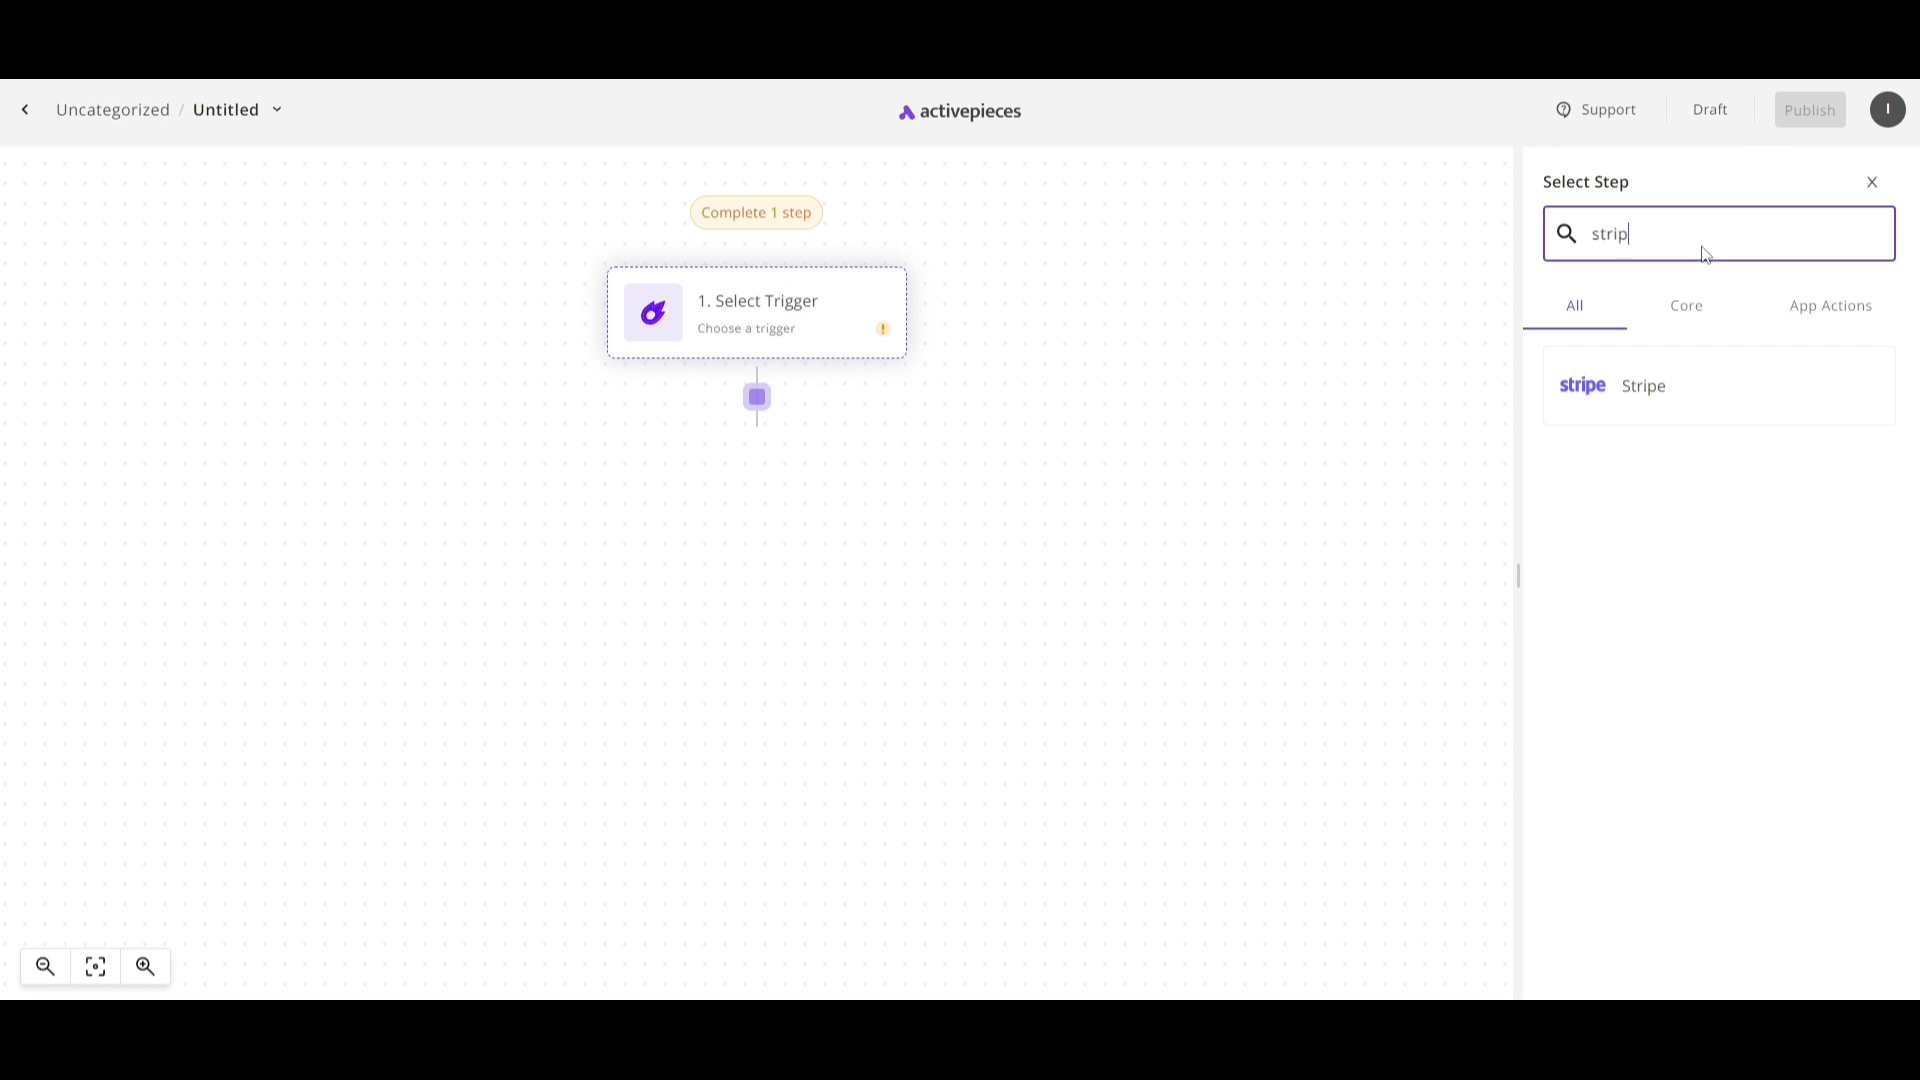 Uncategorized / Untitled
activepieces
Support
Draft
Publish
I
Complete 1 step
1. Select Trigger
Choose a trigger
!
Select Step
strip
All
Core
App Actions
stripe Stripe